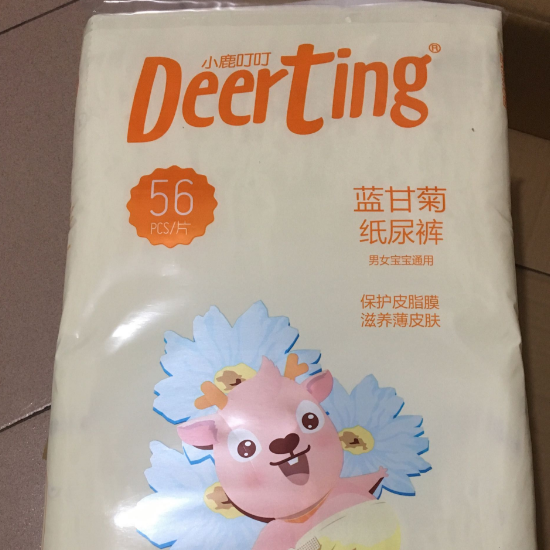 小鹿叮叮
DeerTing®
56
PCS/片
蓝甘菊
纸尿裤
男女宝宝通用
保护皮脂膜
滋养薄皮肤